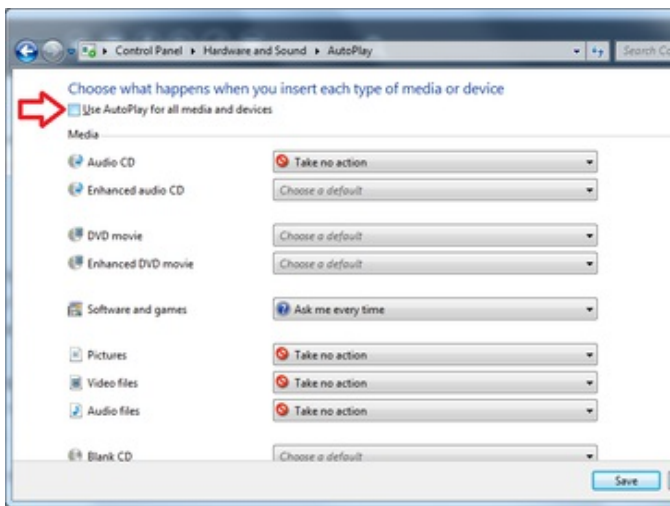 Control Panel ▸ Hardware and Sound ▸ AutoPlay
Search Co
Choose what happens when you insert each type of media or device
Use AutoPlay for all media and devices
Media
Audio CD Take no action
Enhanced audio CD Choose a default
DVD movie Choose a default
Enhanced DVD movie Choose a default
Software and games Ask me every time
Pictures Take no action
Video files Take no action
Audio files Take no action
Blank CD Choose a default
Save